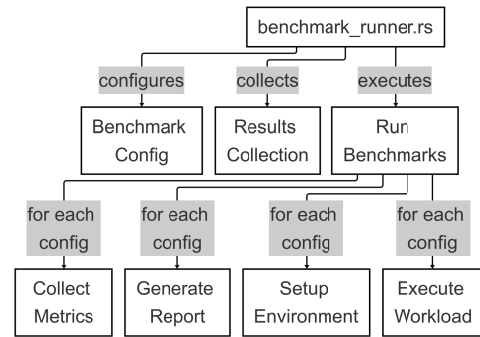 benchmark_runner.rs
configures
collects
executes
Benchmark
Config
Results
Collection
Run
Benchmarks
for each
config
for each
config
for each
config
for each
config
Collect
Metrics
Generate
Report
Setup
Environment
Execute
Workload